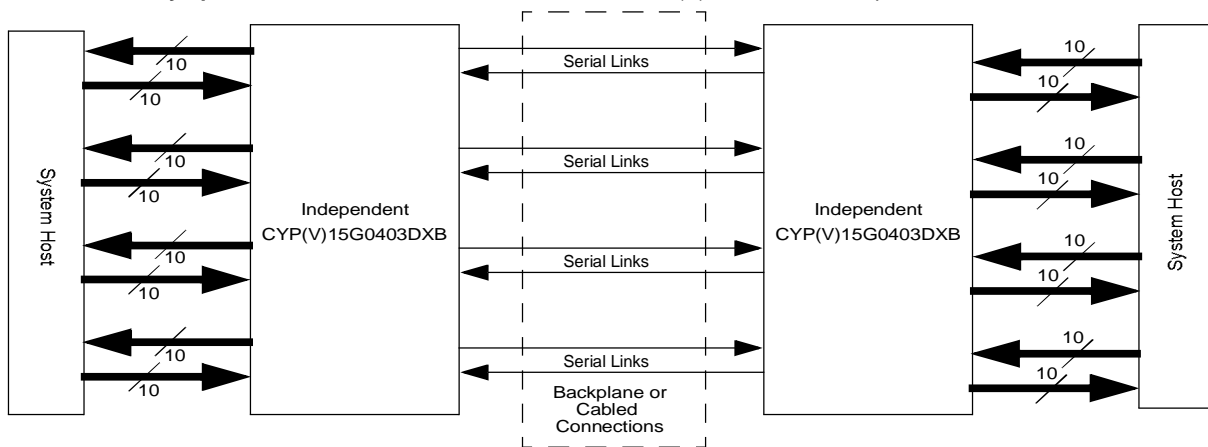 System Host
10
10
10
10
10
10
10
10
Independent
CYP(V)15G0403DXB
Serial Links
Serial Links
Serial Links
Serial Links
Backplane or
Cabled
Connections
Independent
CYP(V)15G0403DXB
10
10
10
10
10
10
10
10
System Host